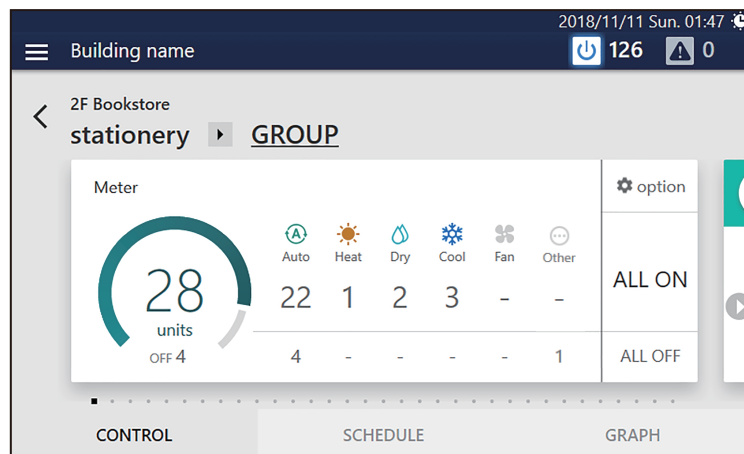 2018/11/11 Sun. 01:47
Building name
126
0
2F Bookstore
stationery GROUP
Meter
option
A
Auto Heat Dry Cool Fan Other
28
22 1 2 3 - -
ALL ON
units
OFF 4
4 - - - - 1
ALL OFF
CONTROL SCHEDULE GRAPH